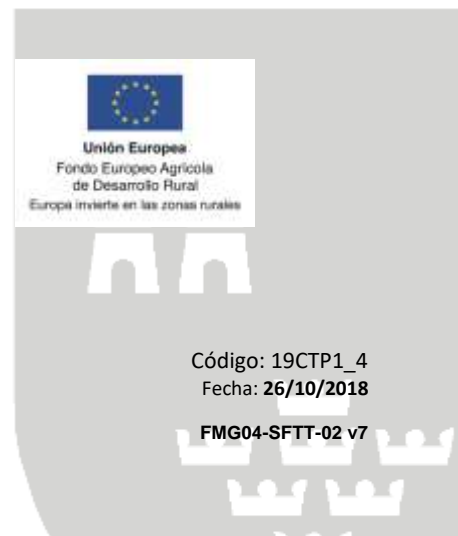 Unión Europea
Fondo Europeo Agrícola
de Desarrollo Rural
Europa invierte en las zonas rurales
Código: 19CTP1_4
Fecha: 26/10/2018
FMG04-SFTT-02 v7